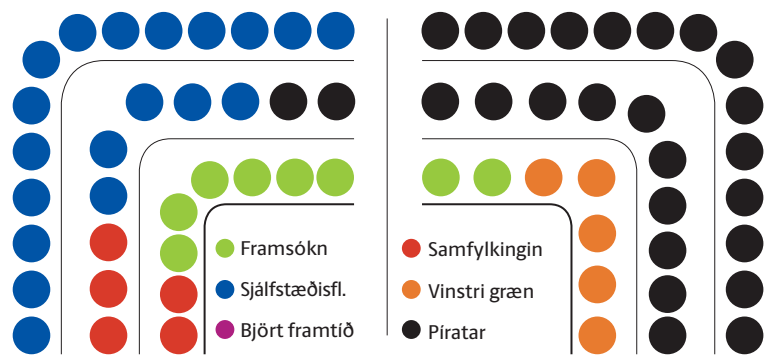 Framsókn
Sjálfstæðisfl.
Björt framtíð
Samfylkingin
Vinstri græn
Píratar